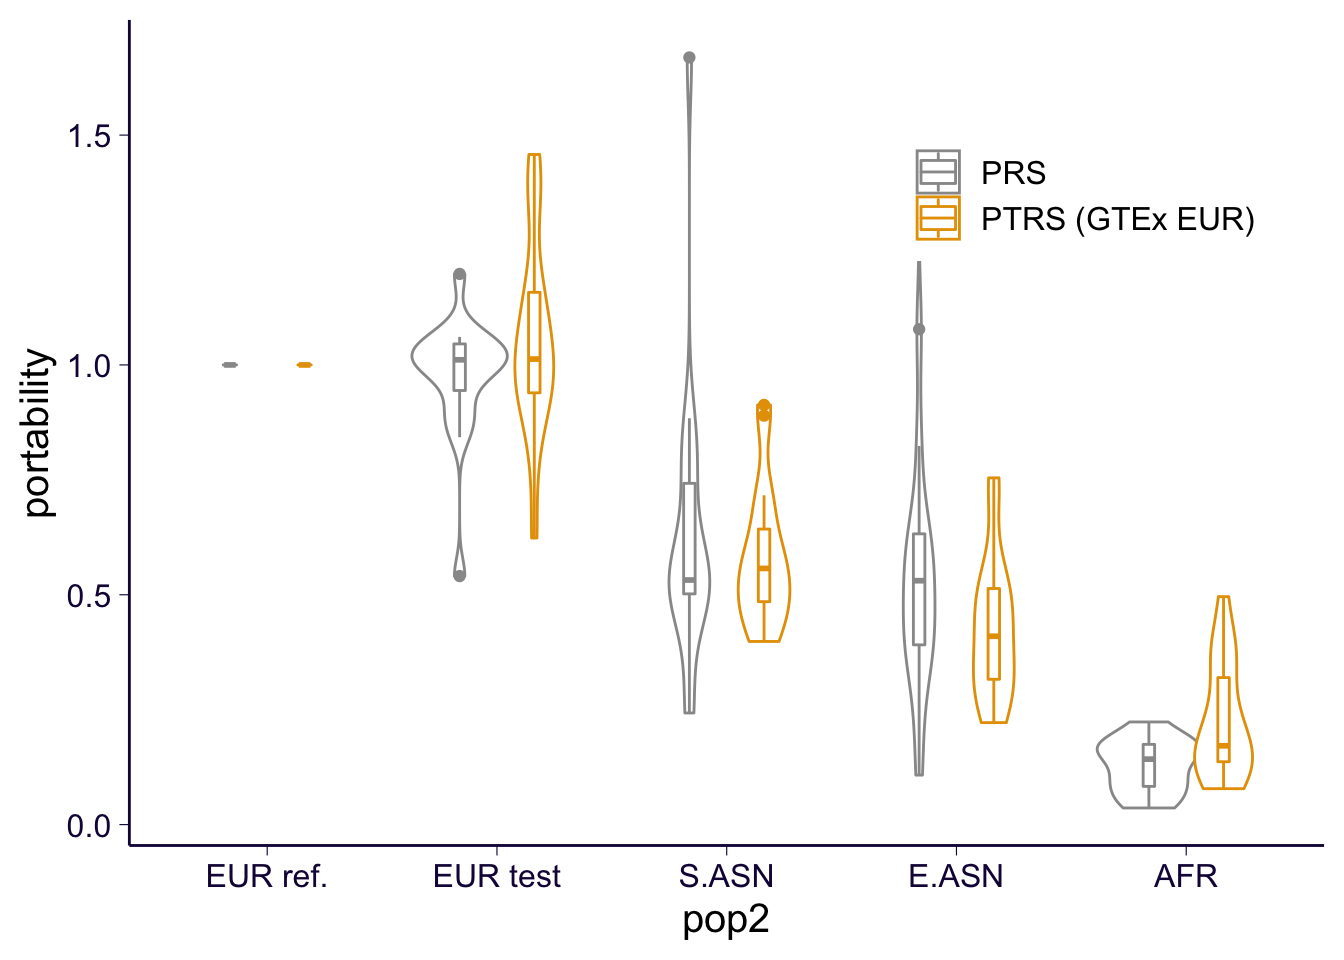 1.5
1.0
0.5
0.0
portability
PRS
PTRS (GTEx EUR)
EUR ref.
EUR test
S.ASN
E.ASN
AFR
pop2